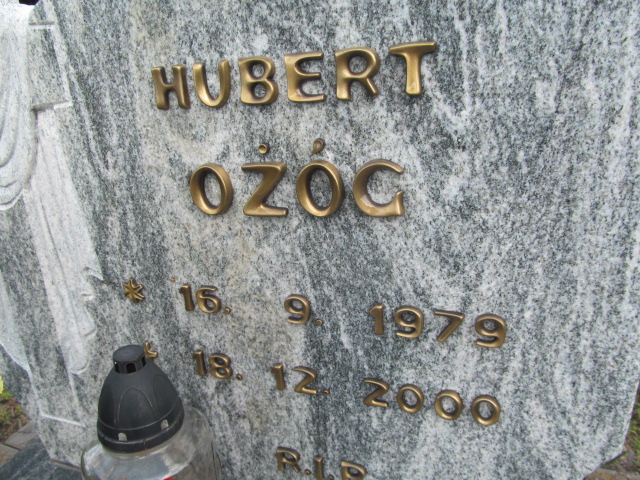 HUBERT
OŻÓG
* 16. 9. 1979
18. 12. 2000
R.I.P.